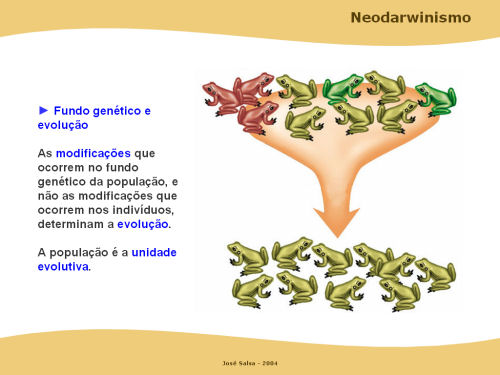 Neodarwinismo
► Fundo genético e
evolução
As modificações que
ocorrem no fundo
genético da população, e
não as modificações que
ocorrem nos indivíduos,
determinam a evolução.
A população é a unidade
evolutiva.
José Salsa - 2004